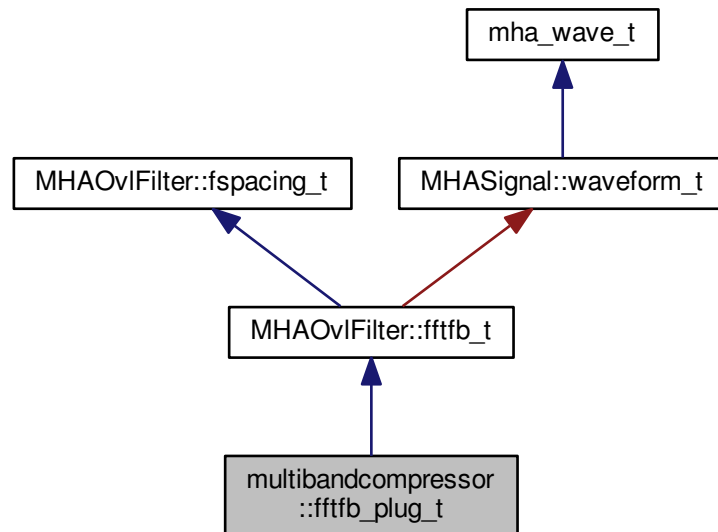 mha_wave_t
MHAOvlFilter::fspacing_t
MHASignal::waveform_t
MHAOvlFilter::fftfb_t
multibandcompressor
::fftfb_plug_t